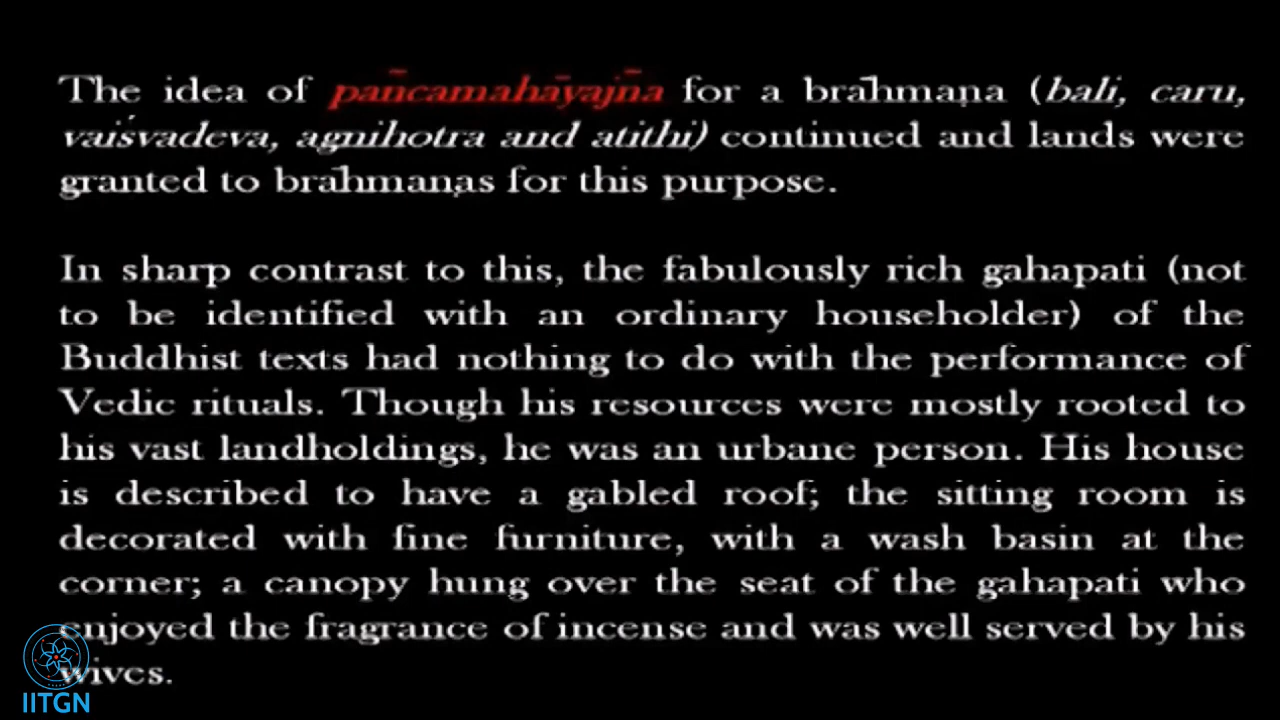 The idea of pañcamahāyajña for a brāhmaṇa (bali, caru,
vaiśvadeva, agnihotra and atithi) continued and lands were
granted to brāhmaṇas for this purpose.
In sharp contrast to this, the fabulously rich gahapati (not
to be identified with an ordinary householder) of the
Buddhist texts had nothing to do with the performance of
Vedic rituals. Though his resources were mostly rooted to
his vast landholdings, he was an urbane person. His house
is described to have a gabled roof; the sitting room is
decorated with fine furniture, with a wash basin at the
corner; a canopy hung over the seat of the gahapati who
enjoyed the fragrance of incense and was well served by his
wives.
IITGN